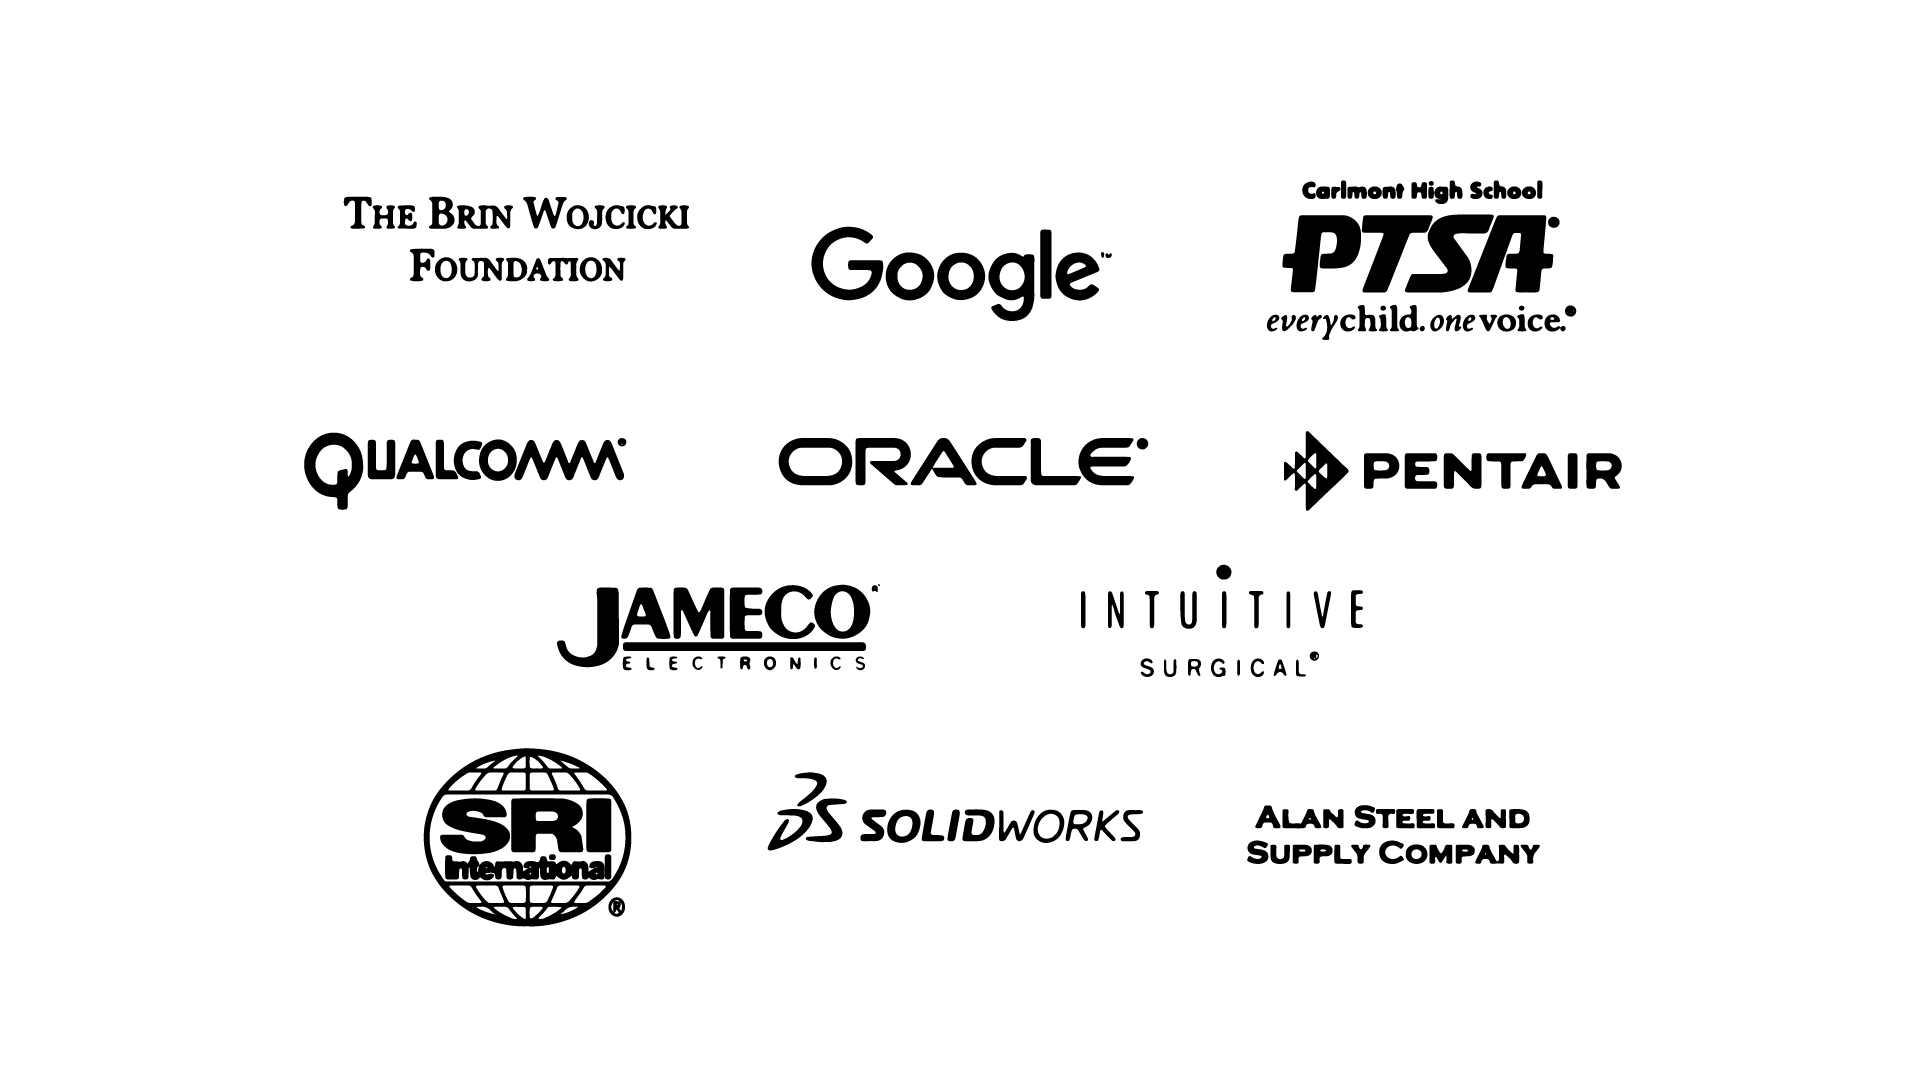 THE BRIN WOJCICKI
FOUNDATION
Google™
Carlmont High School
PTSA
everychild.onevoice.
QUALCOMM
ORACLE
PENTAIR
JAMECO
ELECTRONICS
INTUITIVE
SURGICAL®
SRI
International
®
SOLIDWORKS
ALAN STEEL AND
SUPPLY COMPANY